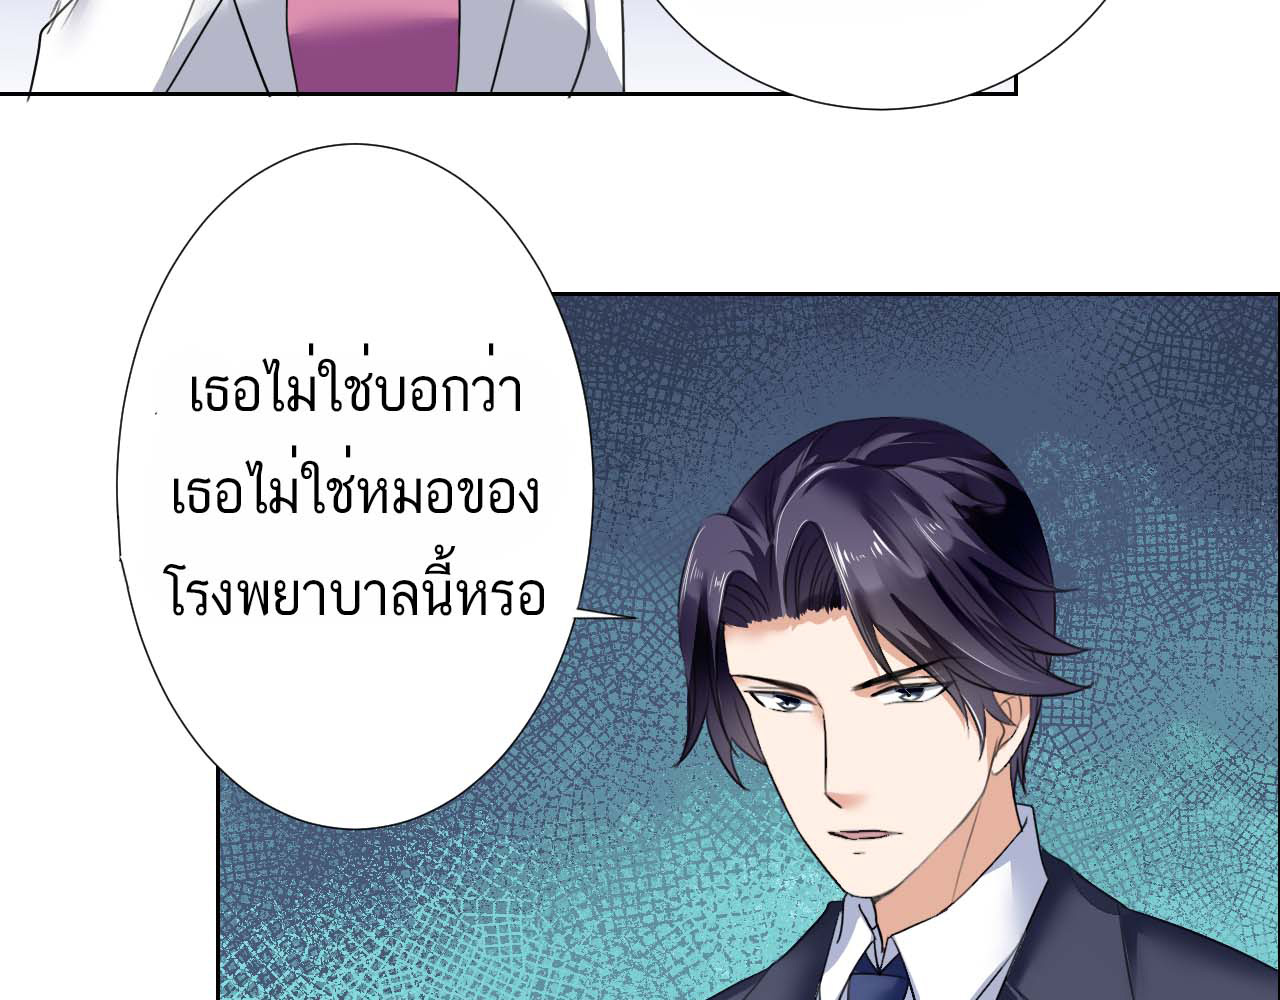 เธอไม่ใช่บอกว่า
เธอไม่ใช่หมอของ
โรงพยาบาลนี้หรอ